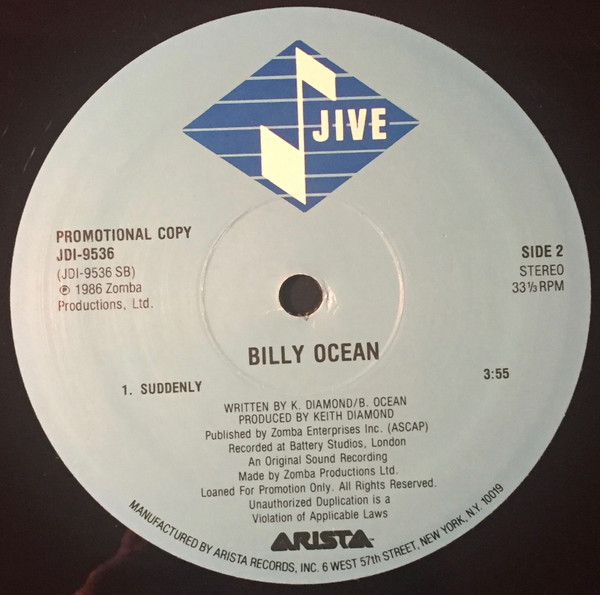 JIVE
PROMOTIONAL COPY
JDI-9536
(JDI-9536 SB)
℗ 1986 Zomba
Productions, Ltd.
SIDE 2
STEREO
33⅓ RPM
BILLY OCEAN
1. SUDDENLY 3:55
WRITTEN BY K. DIAMOND/B. OCEAN
PRODUCED BY KEITH DIAMOND
Published by Zomba Enterprises Inc. (ASCAP)
Recorded at Battery Studios, London
An Original Sound Recording
Made by Zomba Productions Ltd.
Loaned For Promotion Only. All Rights Reserved.
Unauthorized Duplication is a
Violation of Applicable Laws
ARISTA
MANUFACTURED BY ARISTA RECORDS, INC. 6 WEST 57th STREET, NEW YORK, N.Y. 10019